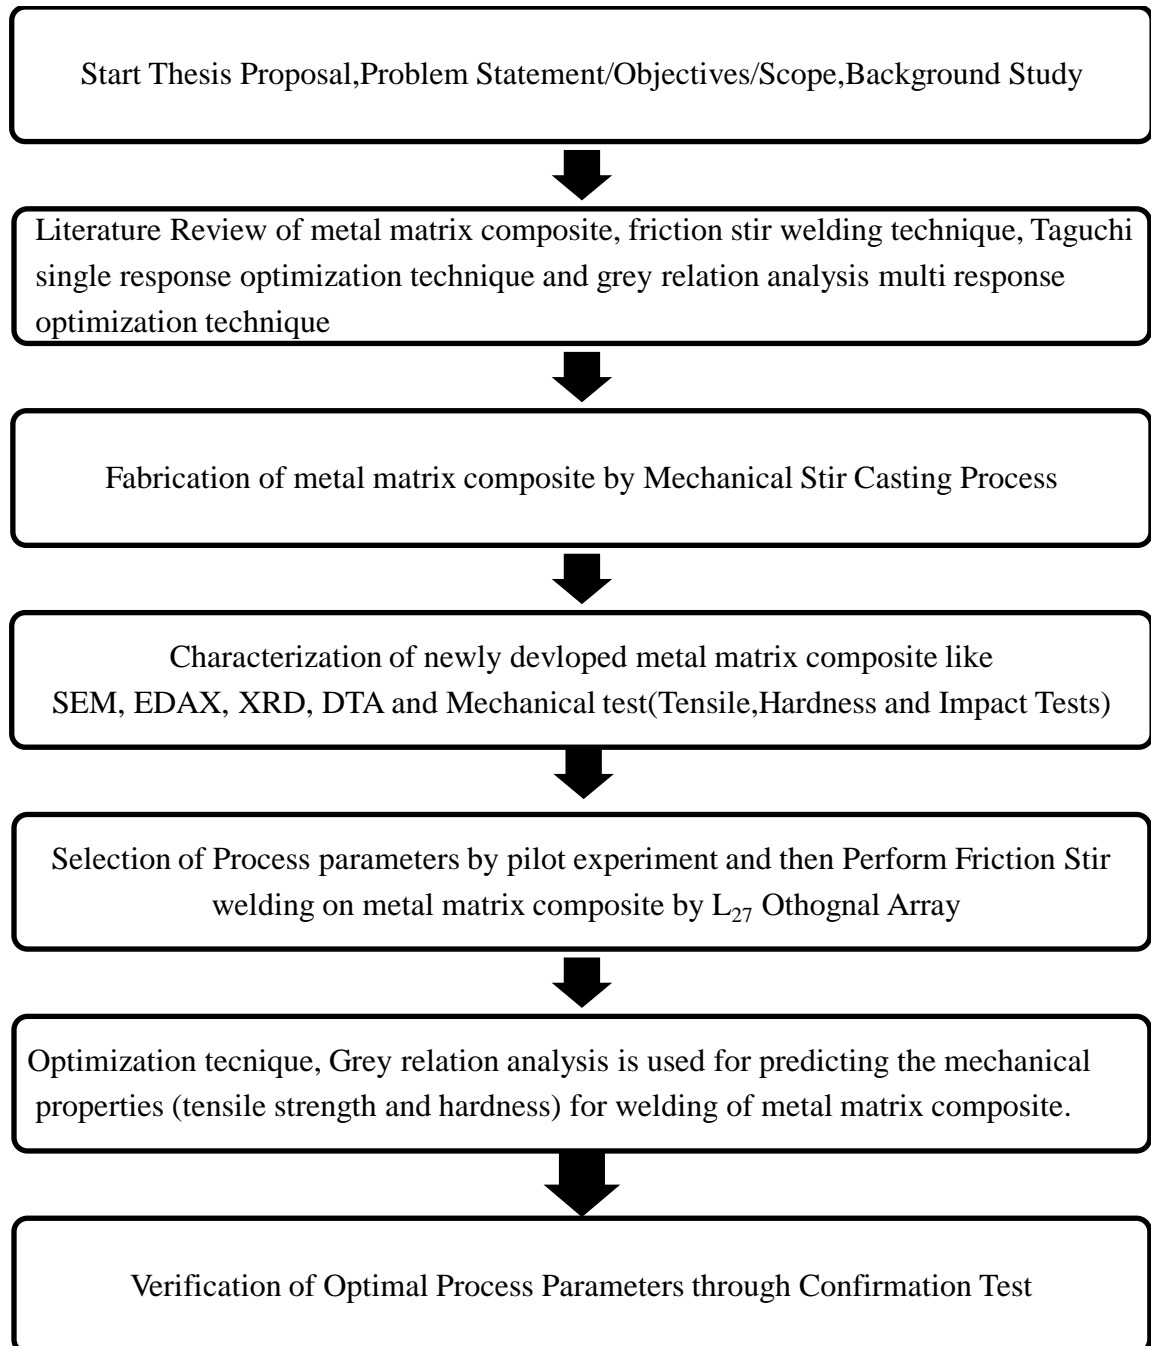 Start Thesis Proposal,Problem Statement/Objectives/Scope,Background Study
Literature Review of metal matrix composite, friction stir welding technique, Taguchi
single response optimization technique and grey relation analysis multi response
optimization technique
Fabrication of metal matrix composite by Mechanical Stir Casting Process
Characterization of newly devloped metal matrix composite like
SEM, EDAX, XRD, DTA and Mechanical test(Tensile,Hardness and Impact Tests)
Selection of Process parameters by pilot experiment and then Perform Friction Stir
welding on metal matrix composite by L₂₇ Othognal Array
Optimization tecnique, Grey relation analysis is used for predicting the mechanical
properties (tensile strength and hardness) for welding of metal matrix composite.
Verification of Optimal Process Parameters through Confirmation Test